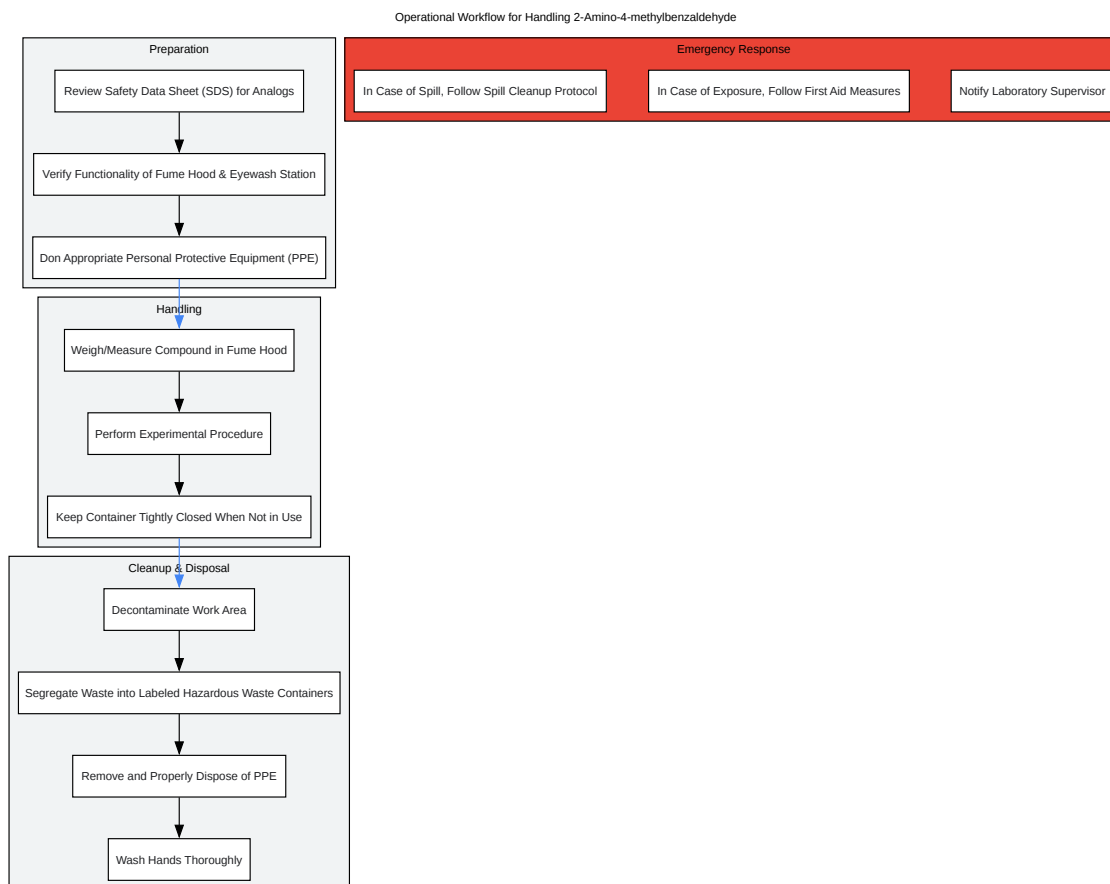 Operational Workflow for Handling 2-Amino-4-methylbenzaldehyde
Preparation
Review Safety Data Sheet (SDS) for Analogs
Verify Functionality of Fume Hood & Eyewash Station
Don Appropriate Personal Protective Equipment (PPE)
Handling
Weigh/Measure Compound in Fume Hood
Perform Experimental Procedure
Keep Container Tightly Closed When Not in Use
Cleanup & Disposal
Decontaminate Work Area
Segregate Waste into Labeled Hazardous Waste Containers
Remove and Properly Dispose of PPE
Wash Hands Thoroughly
Emergency Response
In Case of Spill, Follow Spill Cleanup Protocol
In Case of Exposure, Follow First Aid Measures
Notify Laboratory Supervisor